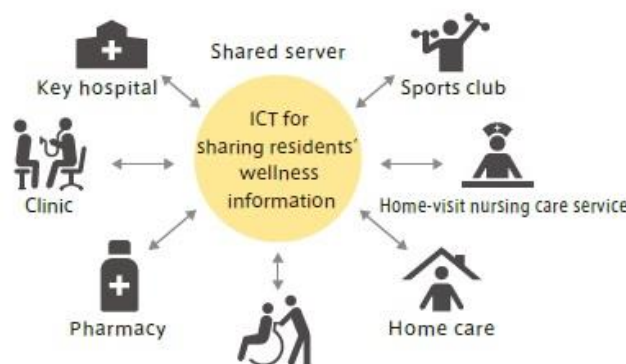 Shared server
Key hospital
Sports club
ICT for
sharing residents'
wellness
information
Clinic
Home-visit nursing care service
Pharmacy
Home care